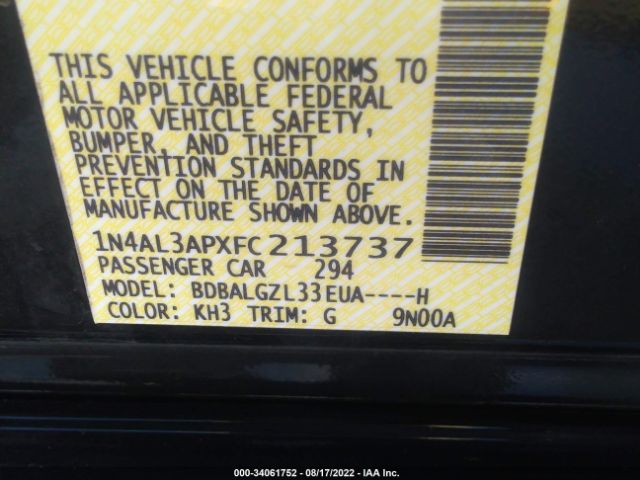 THIS VEHICLE CONFORMS TO
ALL APPLICABLE FEDERAL
MOTOR VEHICLE SAFETY,
BUMPER, AND THEFT
PREVENTION STANDARDS IN
EFFECT ON THE DATE OF
MANUFACTURE SHOWN ABOVE.
1N4AL3APXFC213737
PASSENGER CAR 294
MODEL: BDBALGZL33EUA----H
COLOR: KH3 TRIM: G 9N00A
000-34061752 — 08/17/2022 — IAA Inc.